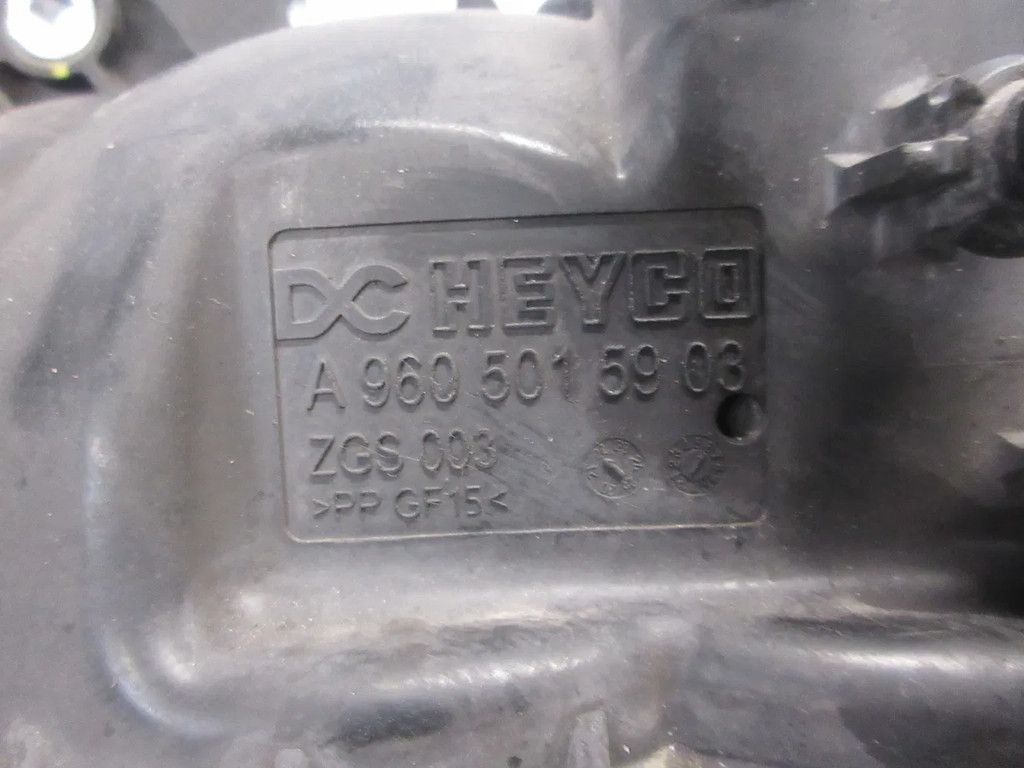 DC HEYCO
A 960 501 59 03
ZGS 003
>PP GF15<